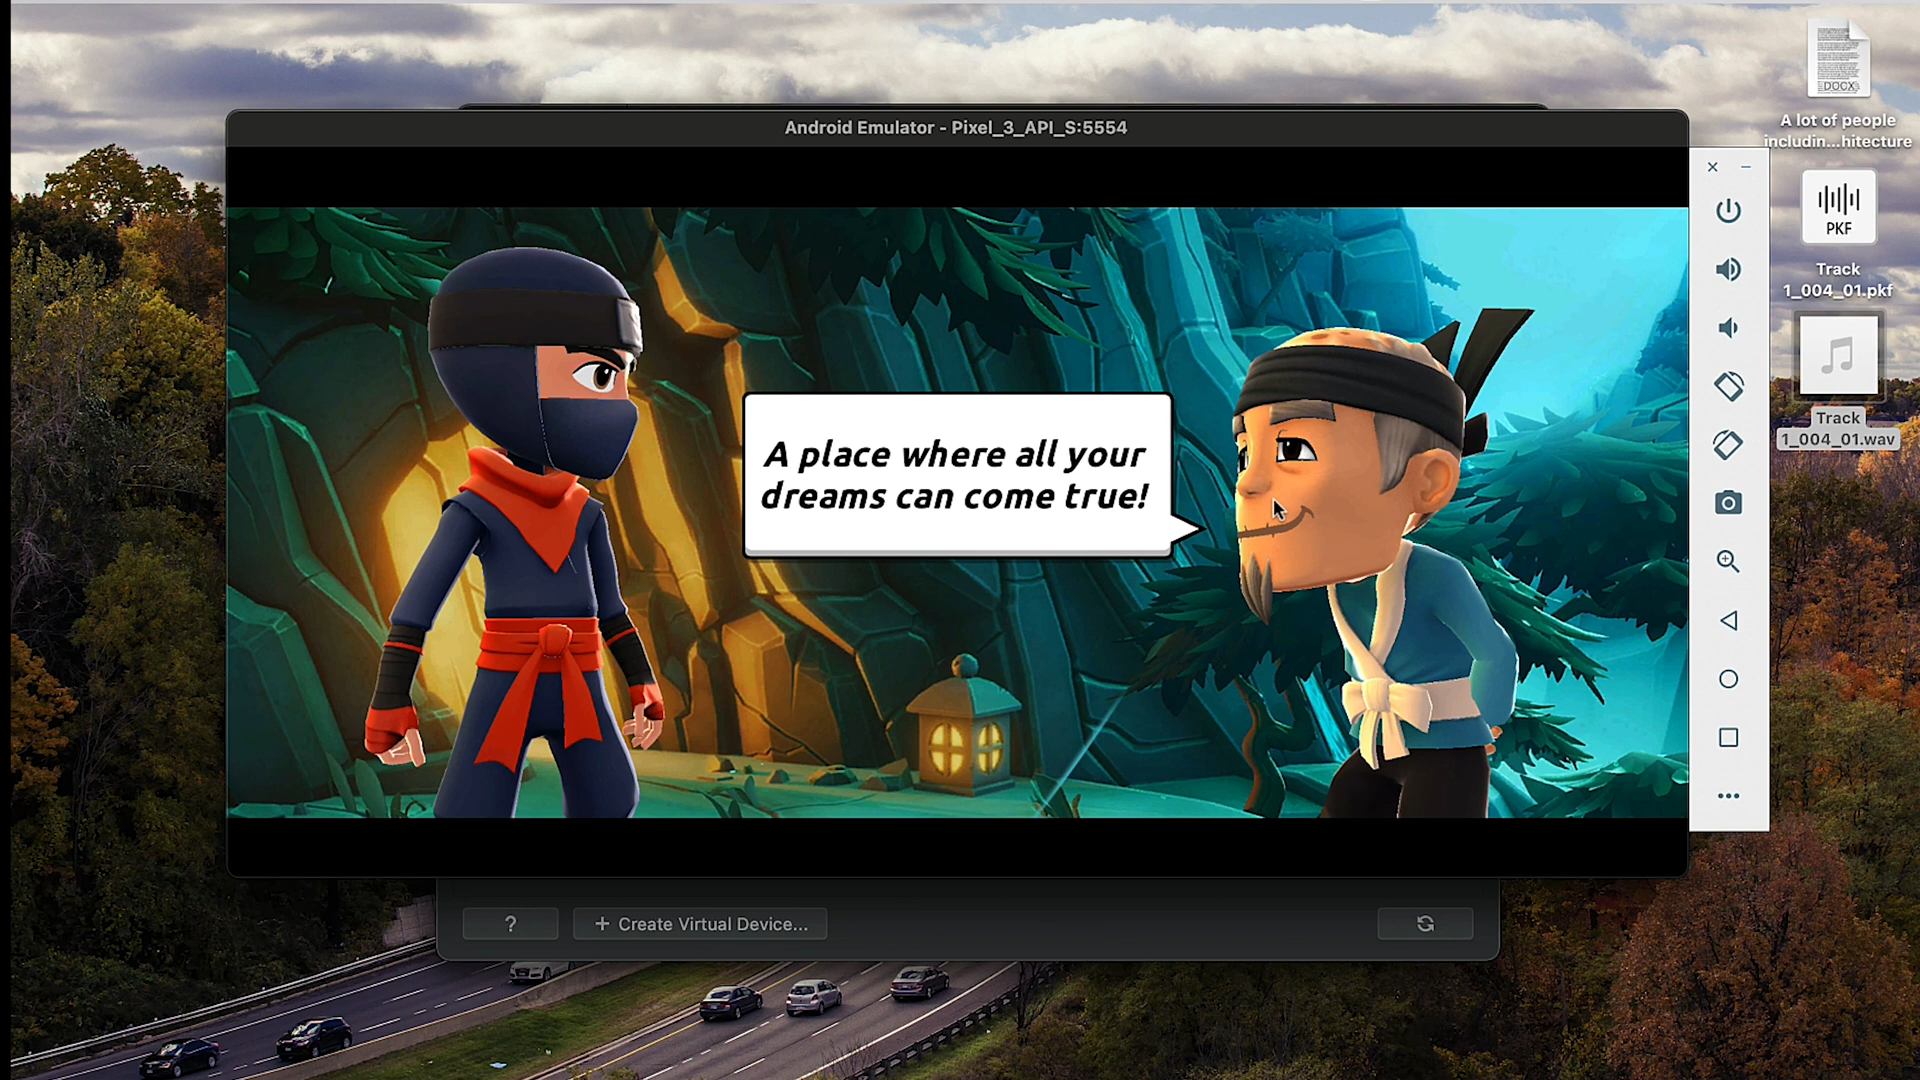 DOCX
A lot of people
includin...hitecture
Android Emulator - Pixel_3_API_S:5554
PKF
Track
1_004_01.pkf
Track
1_004_01.wav
A place where all your
dreams can come true!
?
+ Create Virtual Device...